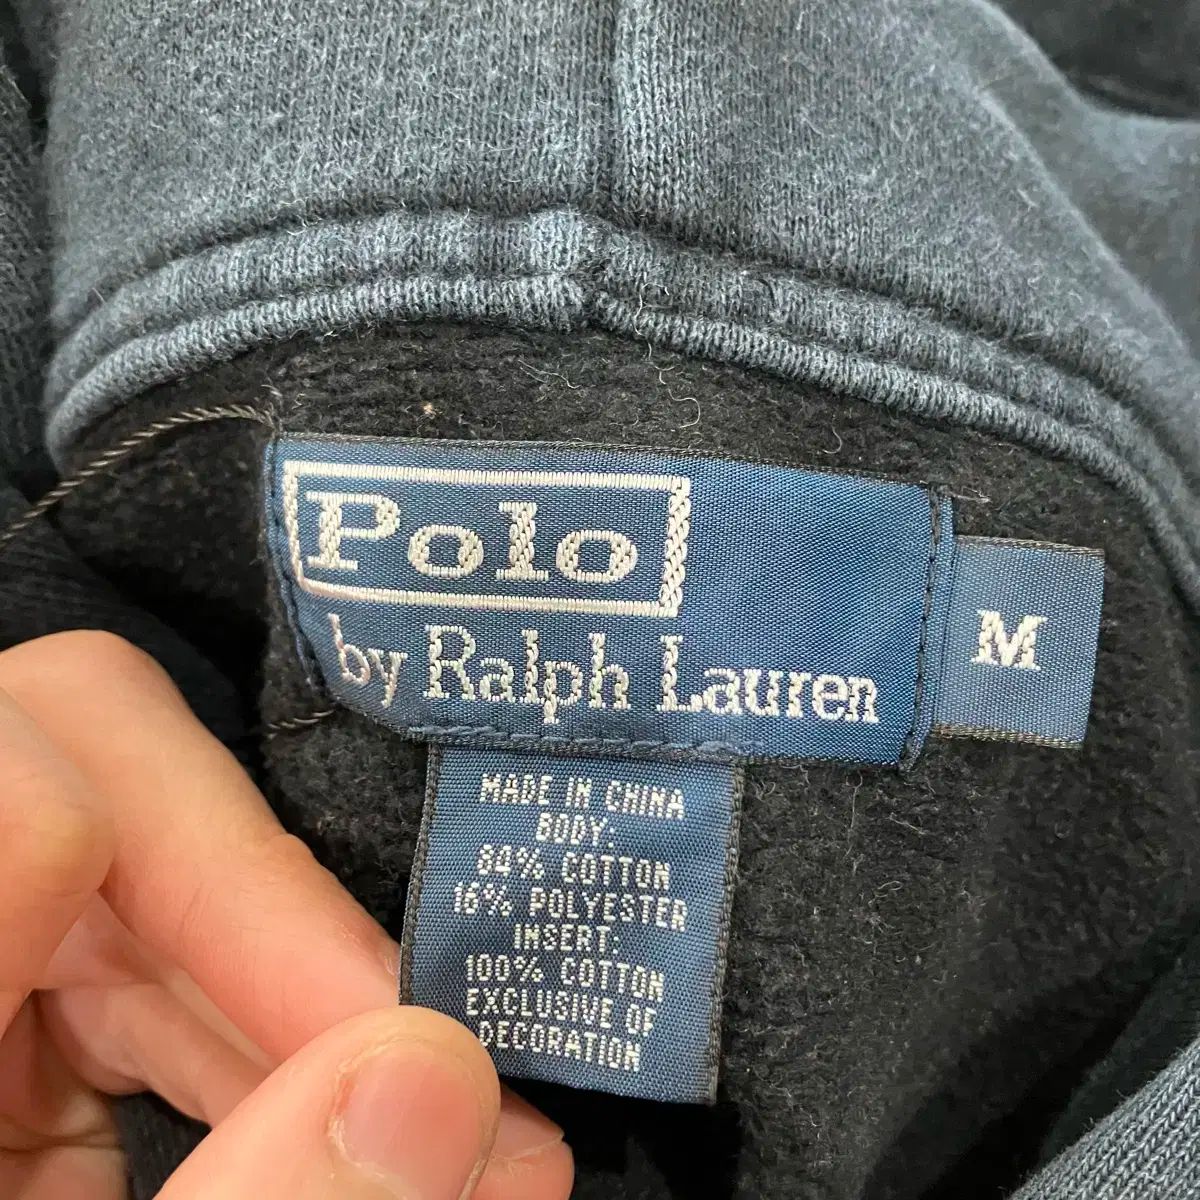 Polo
by Ralph Lauren
M
MADE IN CHINA
BODY:
84% COTTON
16% POLYESTER
INSERT:
100% COTTON
EXCLUSIVE OF
DECORATION